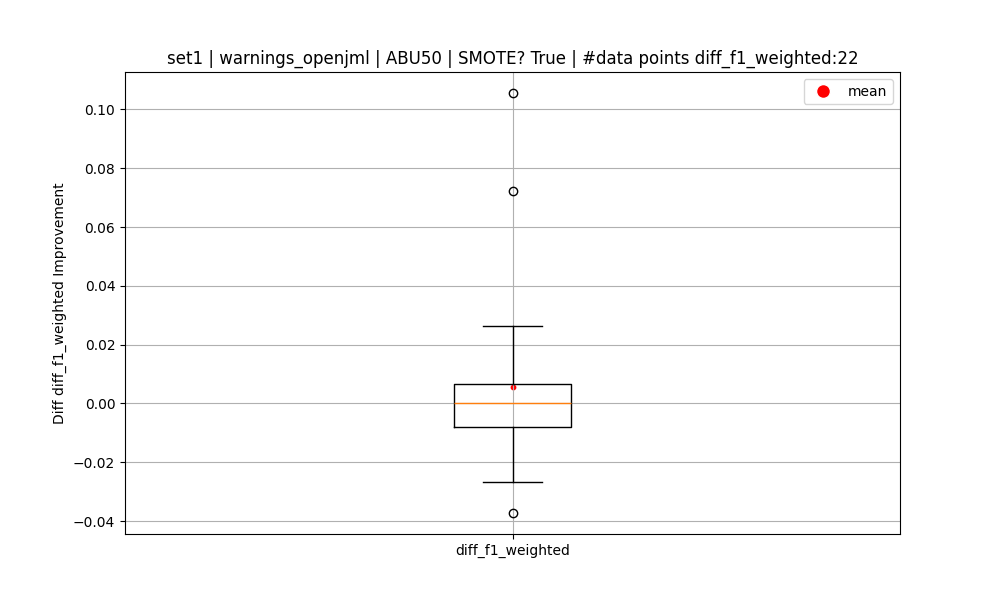 set1 | warnings_openjml | ABU50 | SMOTE? True | #data points diff_f1_weighted:22
mean
Diff diff_f1_weighted Improvement
0.10
0.08
0.06
0.04
0.02
0.00
−0.02
−0.04
diff_f1_weighted